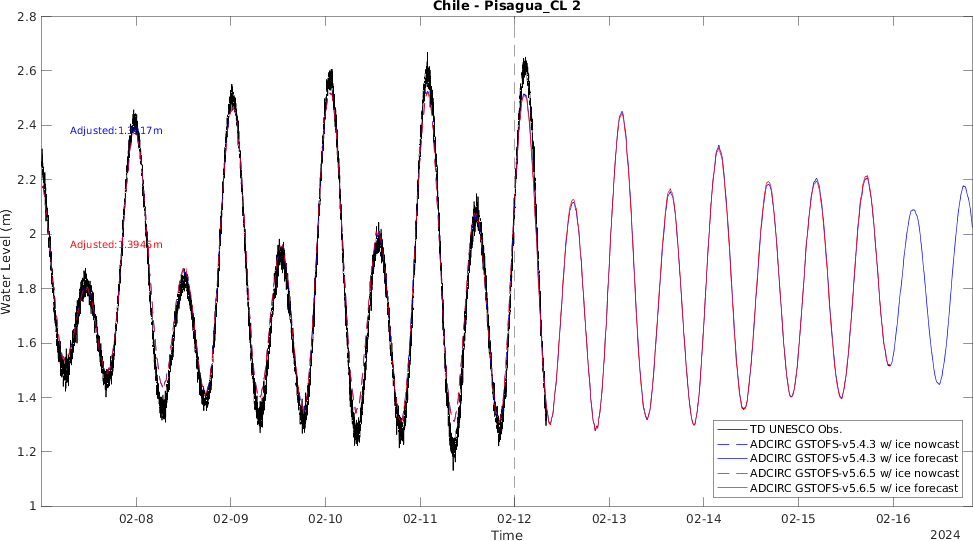 Chile - Pisagua_CL 2
2.8
2.6
2.4
2.2
2
1.8
1.6
1.4
1.2
1
Water Level (m)
Adjusted:
Adjusted:
TD UNESCO Obs.
ADCIRC GSTOFS-v5.4.3 w/ ice nowcast
ADCIRC GSTOFS-v5.4.3 w/ ice forecast
ADCIRC GSTOFS-v5.6.5 w/ ice nowcast
ADCIRC GSTOFS-v5.6.5 w/ ice forecast
02-08
02-09
02-10
02-11
02-12
02-13
02-14
02-15
02-16
Time
2024